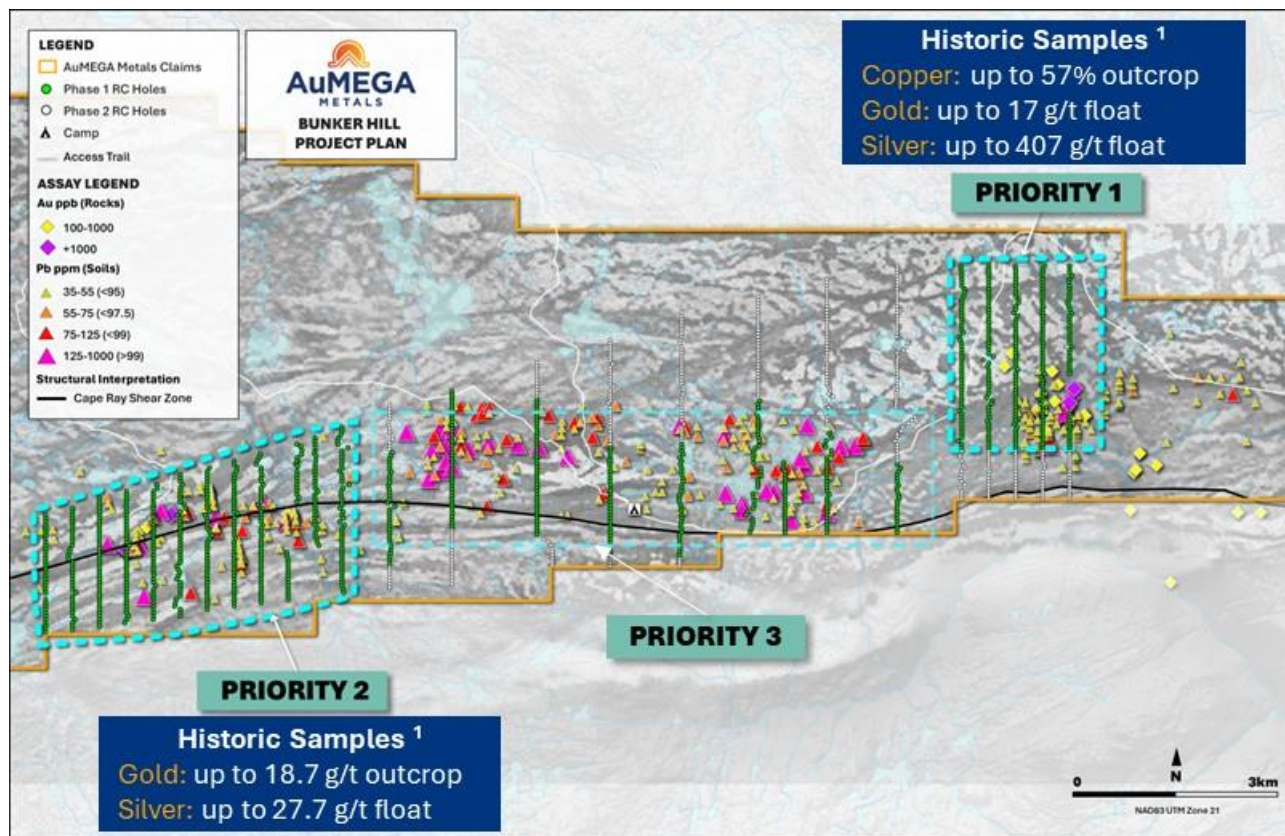 LEGEND
AuMEGA Metals Claims
Phase 1 RC Holes
Phase 2 RC Holes
Camp
Access Trail
ASSAY LEGEND
Au ppb (Rocks)
100-1000
+1000
Pb ppm (Soils)
35-55 (<95)
55-75 (<97.5)
75-125 (<99)
125-1000 (>99)
Structural Interpretation
Cape Ray Shear Zone
AuMEGA
METALS
BUNKER HILL
PROJECT PLAN
Historic Samples ¹
Copper: up to 57% outcrop
Gold: up to 17 g/t float
Silver: up to 407 g/t float
PRIORITY 1
PRIORITY 3
PRIORITY 2
Historic Samples ¹
Gold: up to 18.7 g/t outcrop
Silver: up to 27.7 g/t float
N
0 3km
NAD83 UTM Zone 21